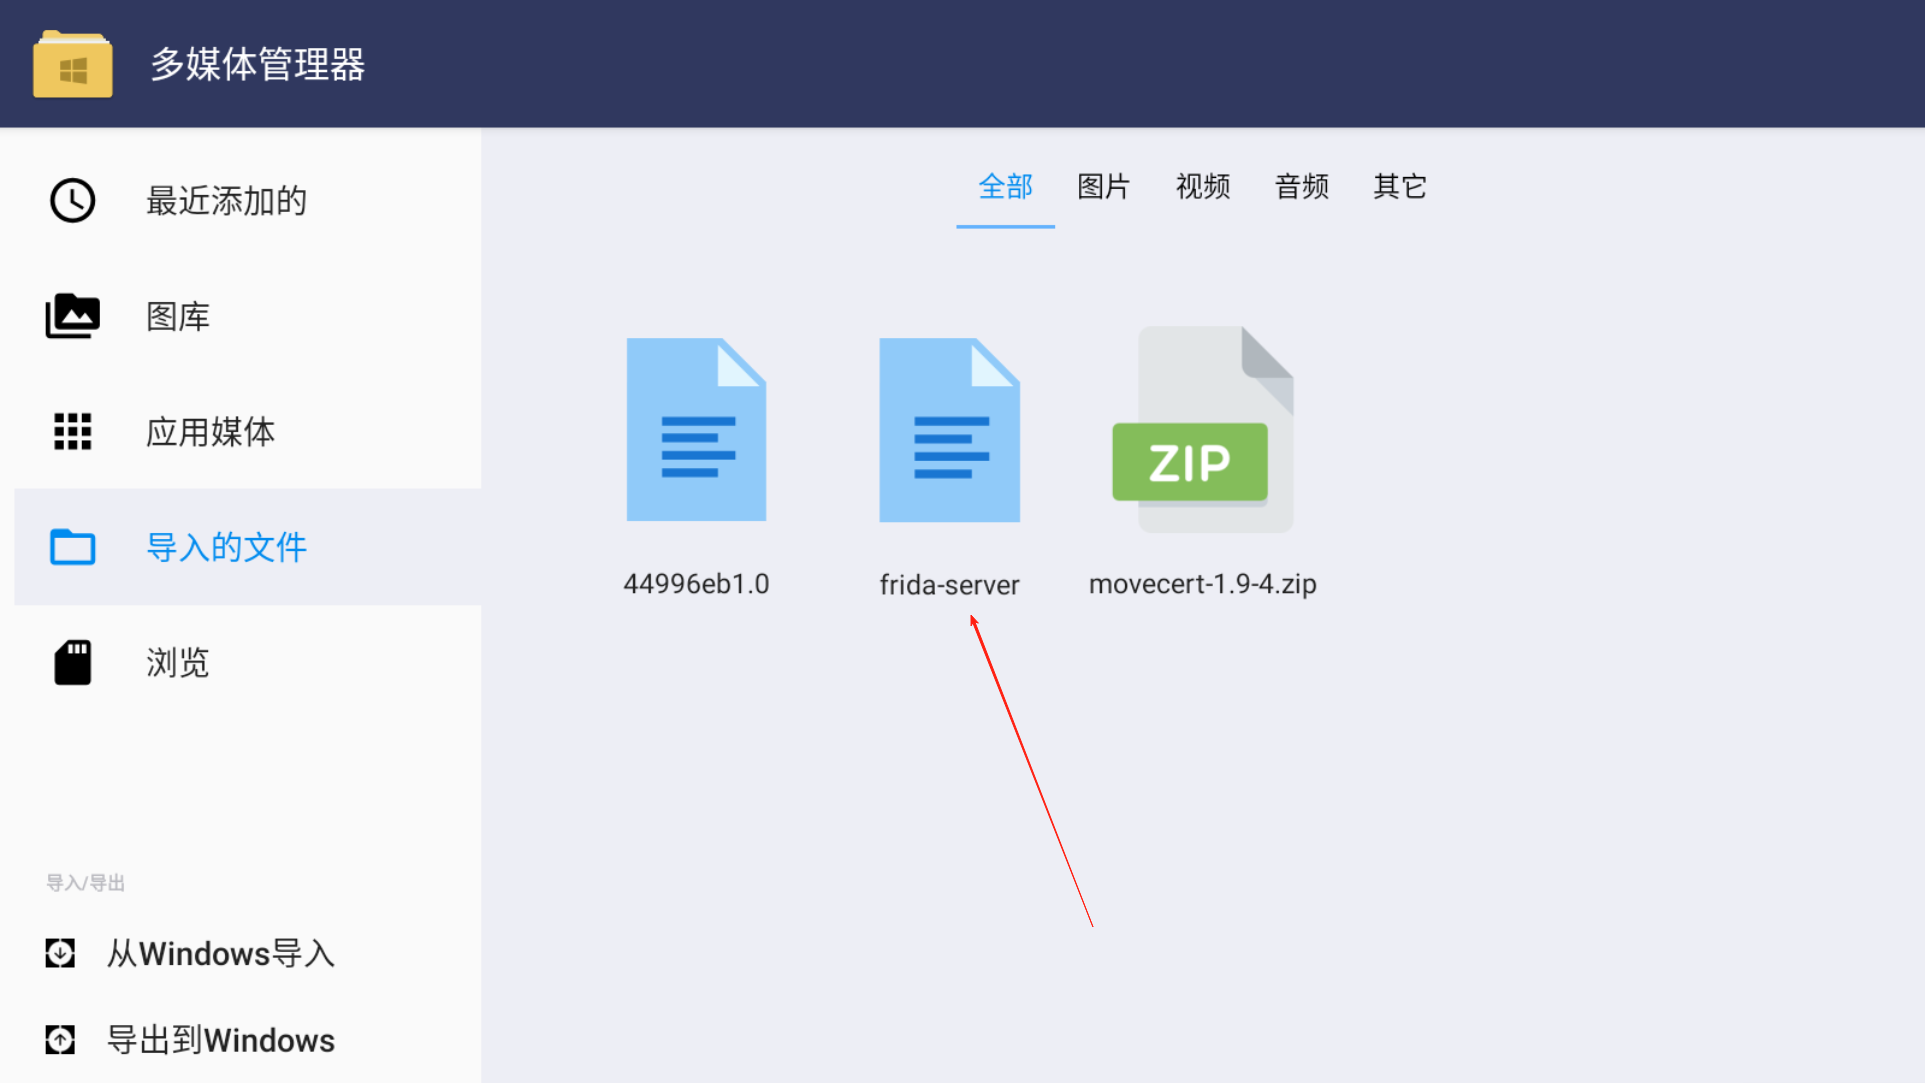 多媒体管理器
最近添加的
图库
应用媒体
导入的文件
浏览
导入/导出
从Windows导入
导出到Windows
全部 图片 视频 音频 其它
ZIP
44996eb1.0 frida-server movecert-1.9-4.zip